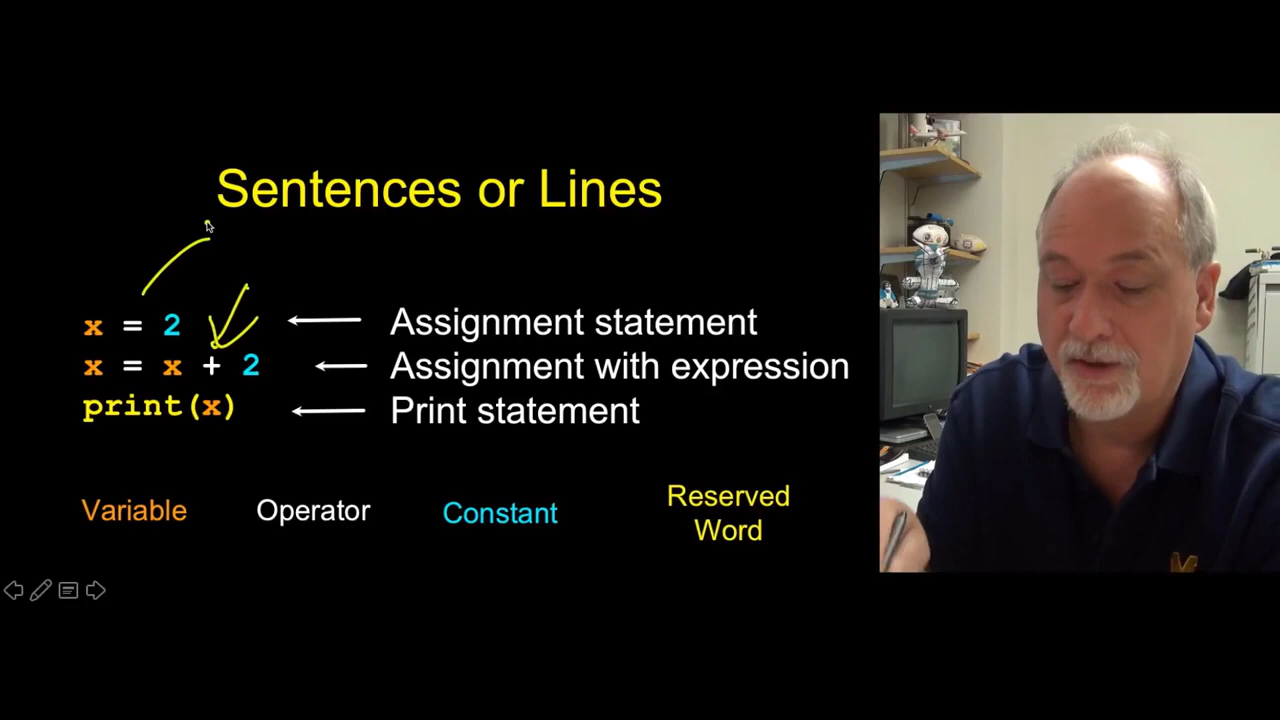 Sentences or Lines
x = 2 Assignment statement
x = x + 2 Assignment with expression
print(x) Print statement
Variable Operator Constant Reserved Word
M